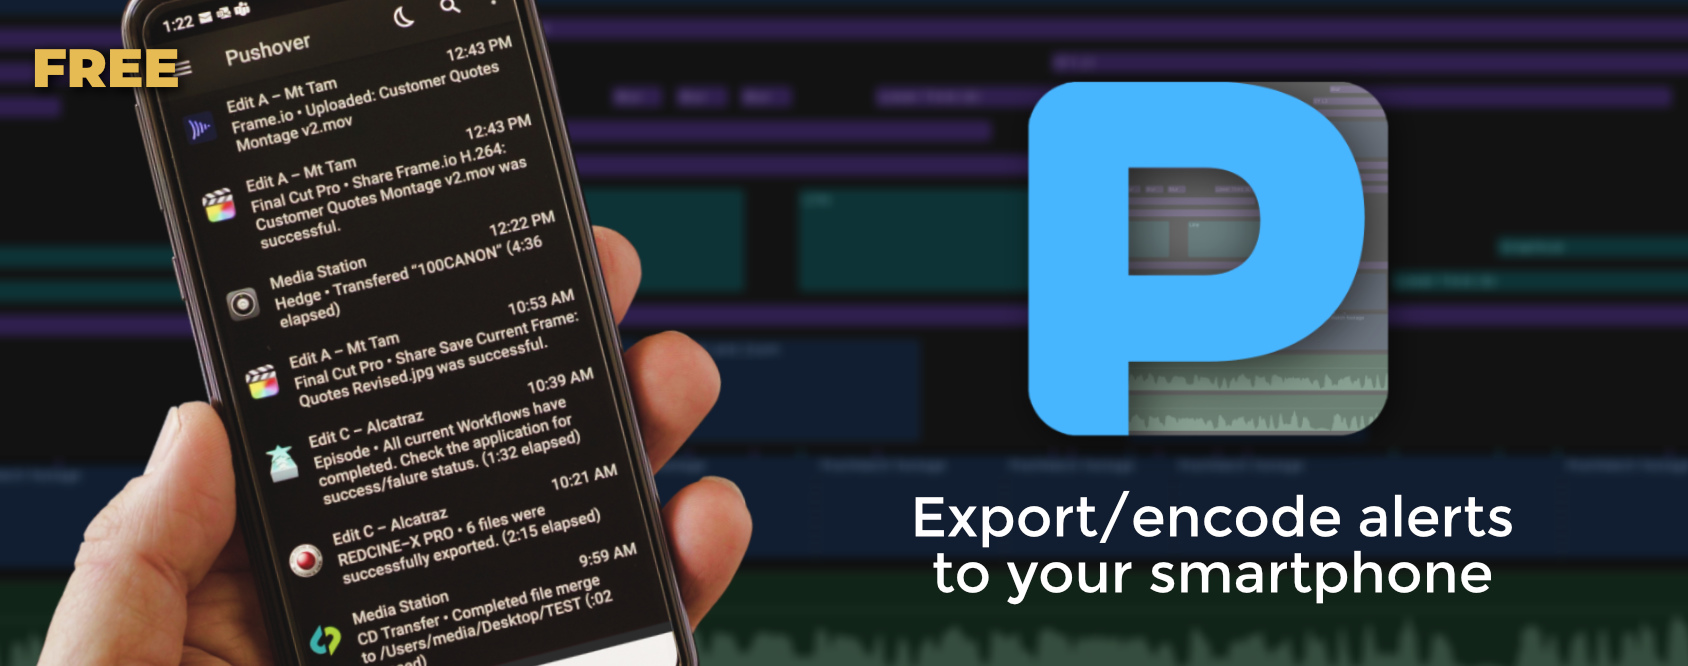 FREE
1:22
Pushover
12:43 PM
Edit A – Mt Tam
Frame.io • Uploaded: Customer Quotes
Montage v2.mov
12:43 PM
Edit A – Mt Tam
Final Cut Pro • Share Frame.io H.264:
Customer Quotes Montage v2.mov was
successful.
12:22 PM
Media Station
Hedge • Transfered “100CANON” (4:36
elapsed)
10:53 AM
Edit A – Mt Tam
Final Cut Pro • Share Save Current Frame:
Quotes Revised.jpg was successful.
10:39 AM
Edit C – Alcatraz
Episode • All current Workflows have
completed. Check the application for
success/falure status. (1:32 elapsed)
10:21 AM
Edit C – Alcatraz
REDCINE–X PRO • 6 files were
successfully exported. (2:15 elapsed)
9:59 AM
Media Station
CD Transfer • Completed file merge
to /Users/media/Desktop/TEST (:02
P
Export/encode alerts
to your smartphone